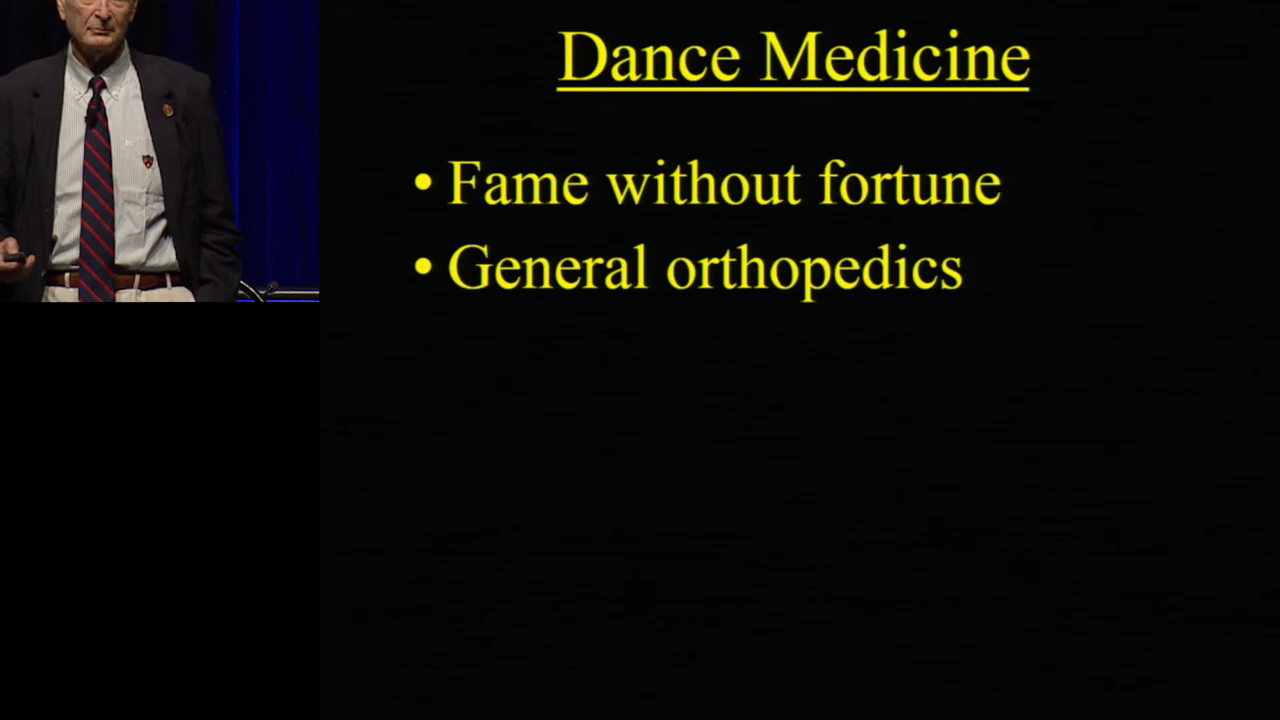 Dance Medicine
• Fame without fortune
• General orthopedics